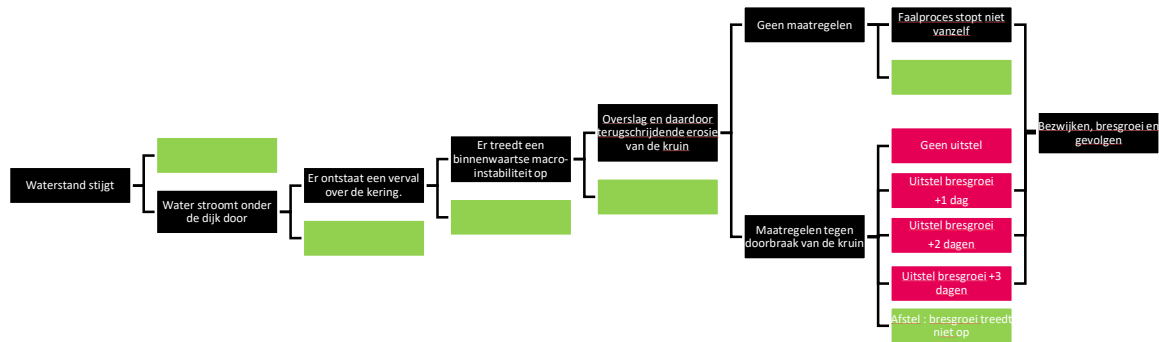 Waterstand stijgt
Water stroomt onder
de dijk door
Er ontstaat een verval
over de kering.
Er treedt een
binnenwaartse macro-
instabiliteit op
Overslag en daardoor
terugschrijdende erosie
van de kruin
Geen maatregelen
Faalproces stopt niet
vanzelf
Maatregelen tegen
doorbraak van de kruin
Geen uitstel
Uitstel bresgroei
+1 dag
Uitstel bresgroei
+2 dagen
Uitstel bresgroei +3
dagen
Afstel : bresgroei treedt
niet op
Bezwijken, bresgroei en
gevolgen